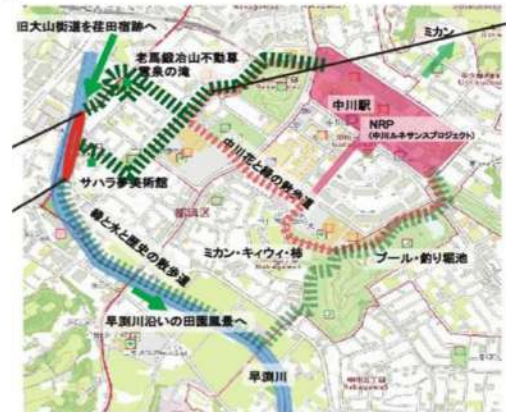 旧大山街道を荏田宿跡へ
ミカン
老馬鍛冶山不動尊
霊泉の滝
中川駅
NRP
(中川ルネサンスプロジェクト)
中川花と緑の散歩道
サハラ夢美術館
都筑区
緑と水と歴史の散歩道
ミカン・キィウィ・柿
プール・釣り堀池
早渕川沿いの田園風景へ
早渕川